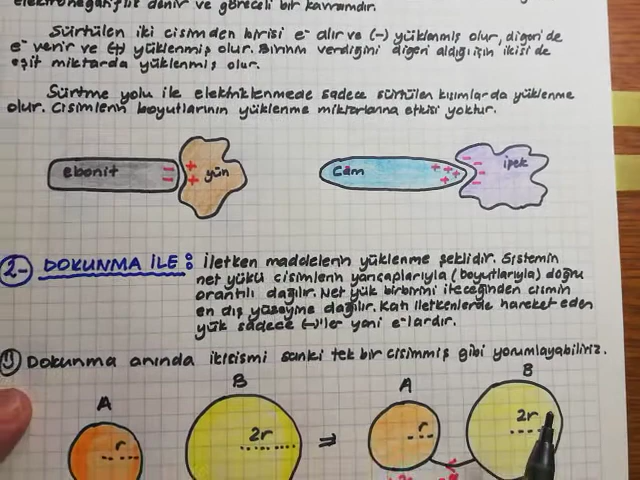 elektronegatiflik denir ve göreceli bir kavramdır.
Sürtülen iki cisimden birisi e⁻ alır ve (-) yüklenmiş olur, diğeri de
e⁻ verir ve (+) yüklenmiş olur. Birinin verdiğini diğeri aldığı için ikisi de
eşit miktarda yüklenmiş olur.
Sürtme yolu ile elektriklenmede sadece sürtülen kısımlarda yüklenme
olur. Cisimlerin boyutlarının yüklenme miktarlarına etkisi yoktur.
ebonit
yün
cam
ipek
2- DOKUNMA İLE: İletken maddelerin yüklenme şeklidir. Sistemin
net yükü cisimlerin yarıçaplarıyla (boyutlarıyla) doğru
orantılı dağılır. Net yük birbirini iteceğinden cismin
en dış yüzeyine dağılır. Katı iletkenlerde hareket eden
yük sadece (-)'ler yani e⁻lardır.
Dokunma anında iki cismi sanki tek bir cisimmiş gibi yorumlayabiliriz.
A
B
A
B
r
2r
⇒
r
2r